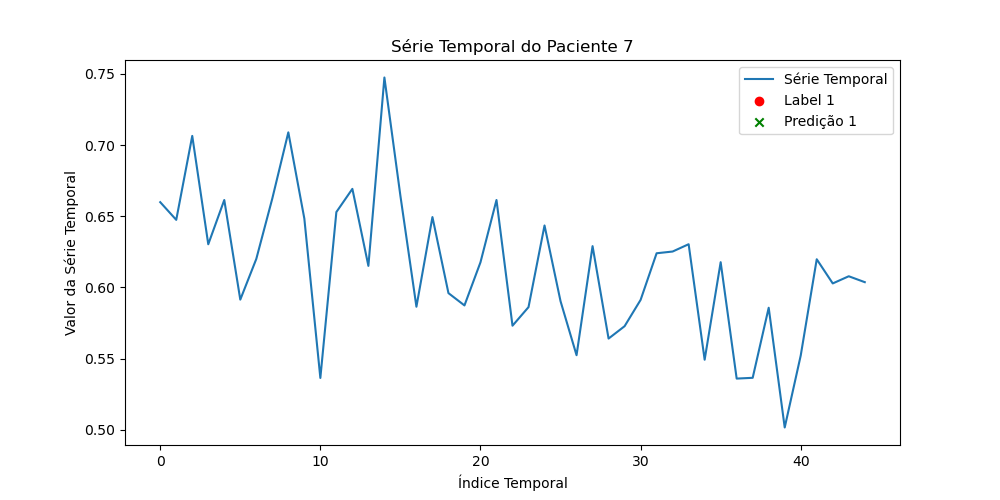 Série Temporal do Paciente 7
Série Temporal
Label 1
Predição 1
Valor da Série Temporal
0.75
0.70
0.65
0.60
0.55
0.50
0
10
20
30
40
Índice Temporal